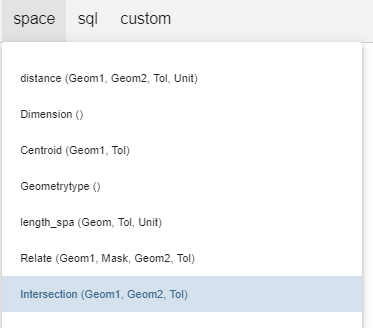 space sql custom
distance (Geom1, Geom2, Tol, Unit)
Dimension ()
Centroid (Geom1, Tol)
Geometrytype ()
length_spa (Geom, Tol, Unit)
Relate (Geom1, Mask, Geom2, Tol)
Intersection (Geom1, Geom2, Tol)